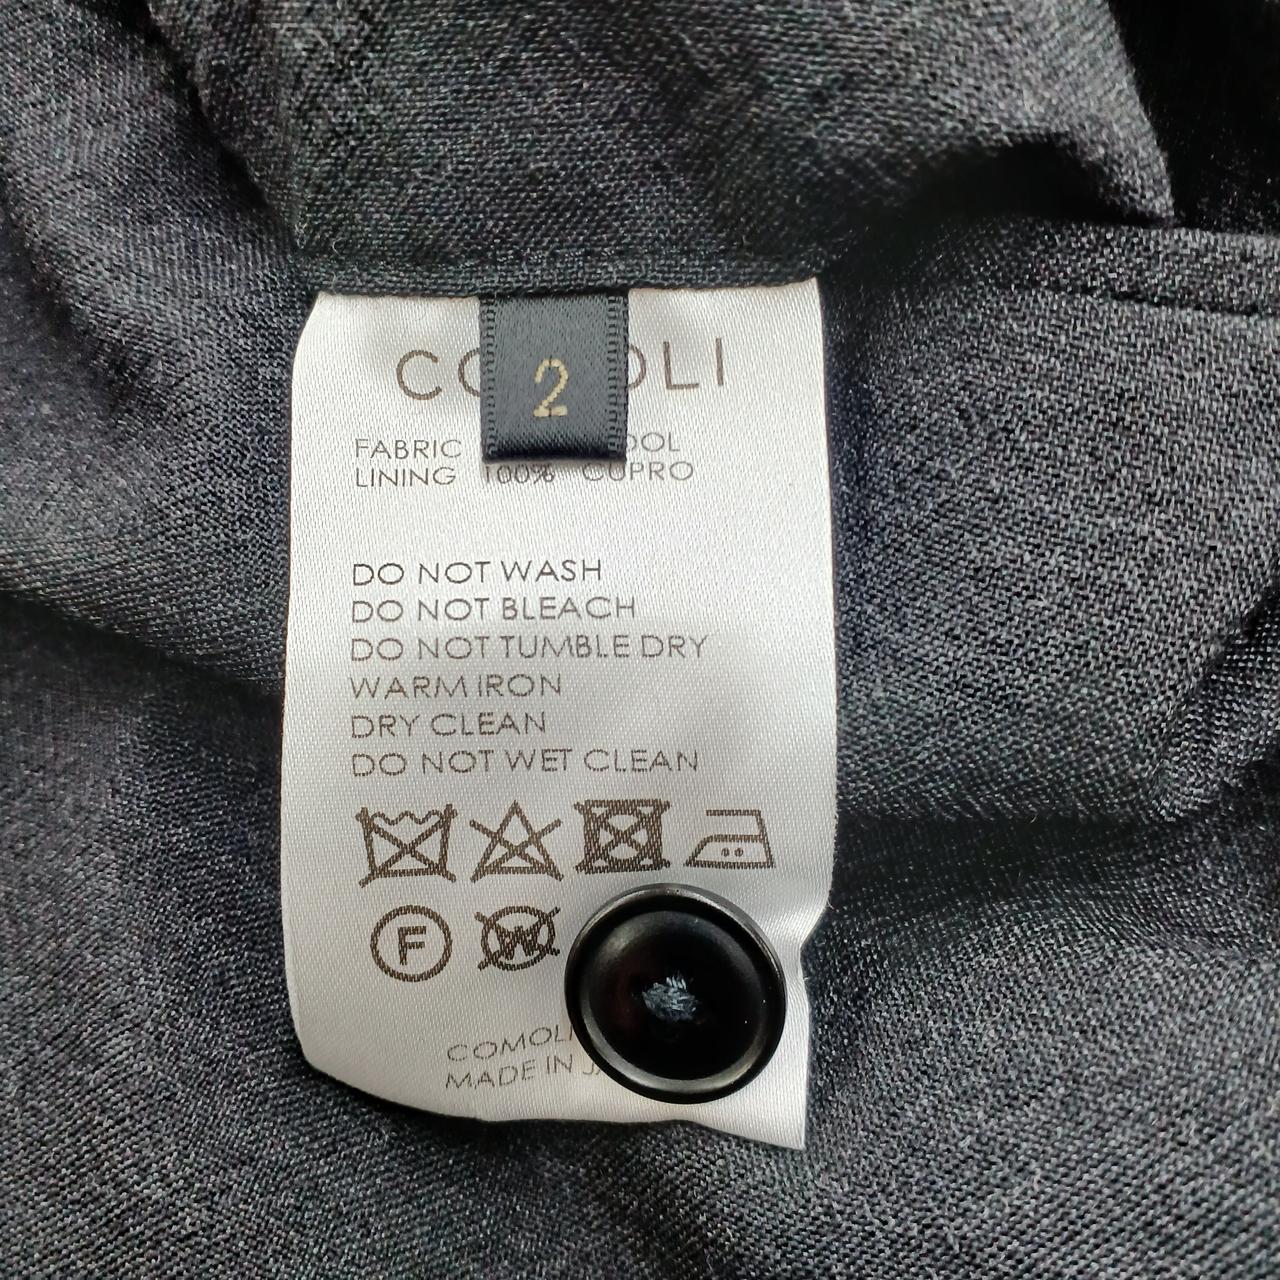 2
FABRIC
LINING 100% CUPRO
DO NOT WASH
DO NOT BLEACH
DO NOT TUMBLE DRY
WARM IRON
DRY CLEAN
DO NOT WET CLEAN
F W
COMOLI
MADE IN